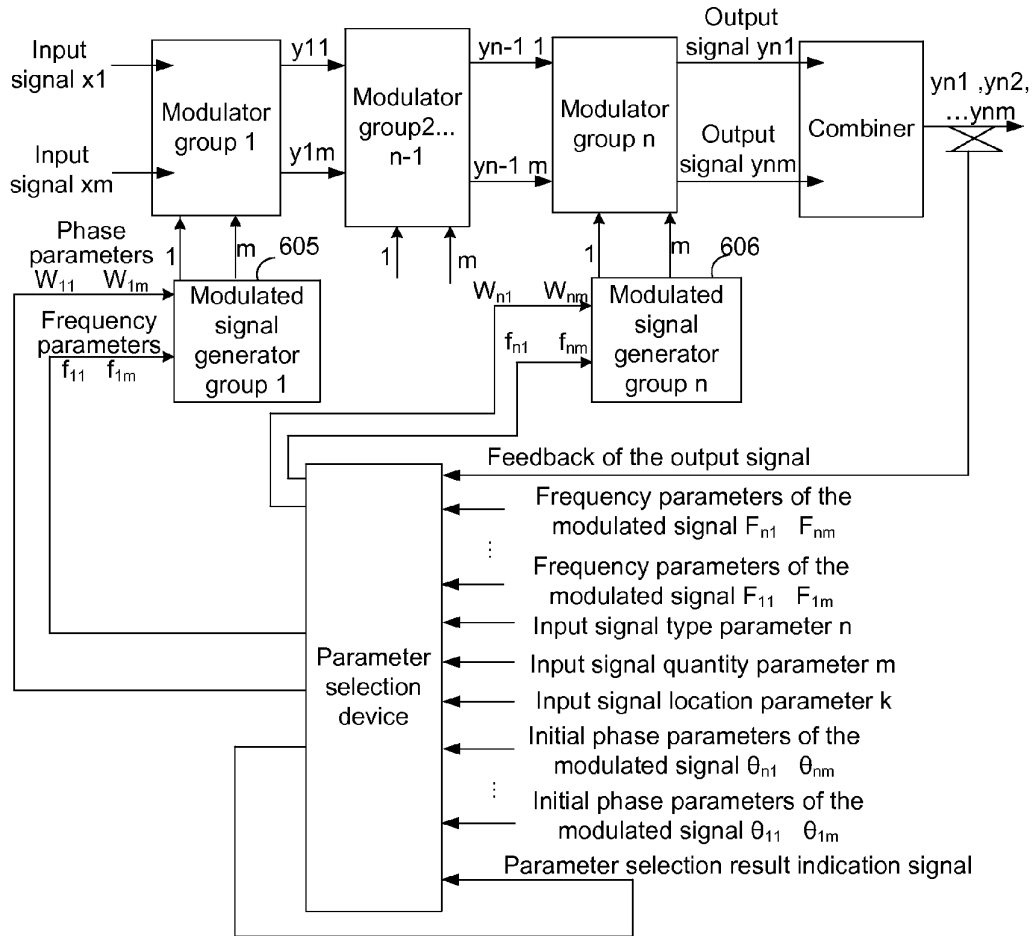 Input
signal x1
Input
signal xm
Modulator
group 1
y11
y1m
Modulator
group2...
n-1
yn-1 1
yn-1 m
Modulator
group n
Output
signal yn1
Output
signal ynm
Combiner
yn1 ,yn2,
...ynm
Phase
parameters
W₁₁ W₁ₘ
1
m
605
Modulated
signal
generator
group 1
Frequency
parameters
f₁₁ f₁ₘ
1
m
Wₙ₁ Wₙₘ
fₙ₁ fₙₘ
1
m
606
Modulated
signal
generator
group n
Parameter
selection
device
Feedback of the output signal
Frequency parameters of the
modulated signal Fₙ₁ Fₙₘ
⋮
Frequency parameters of the
modulated signal F₁₁ F₁ₘ
Input signal type parameter n
Input signal quantity parameter m
Input signal location parameter k
Initial phase parameters of the
modulated signal θₙ₁ θₙₘ
⋮
Initial phase parameters of the
modulated signal θ₁₁ θ₁ₘ
Parameter selection result indication signal